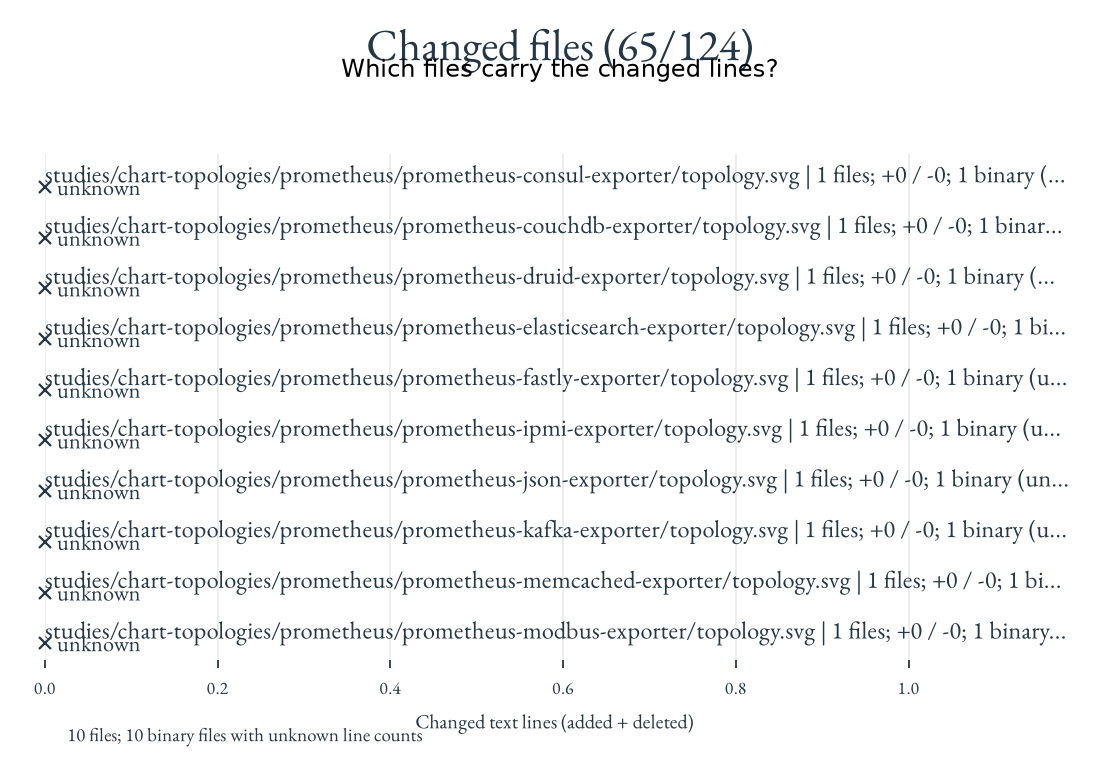 Changed files (65/124)
Which files carry the changed lines?
studies/chart-topologies/prometheus/prometheus-consul-exporter/topology.svg | 1 files; +0 / -0; 1 binary (...
unknown
studies/chart-topologies/prometheus/prometheus-couchdb-exporter/topology.svg | 1 files; +0 / -0; 1 binar...
unknown
studies/chart-topologies/prometheus/prometheus-druid-exporter/topology.svg | 1 files; +0 / -0; 1 binary (...
unknown
studies/chart-topologies/prometheus/prometheus-elasticsearch-exporter/topology.svg | 1 files; +0 / -0; 1 bi...
unknown
studies/chart-topologies/prometheus/prometheus-fastly-exporter/topology.svg | 1 files; +0 / -0; 1 binary (u...
unknown
studies/chart-topologies/prometheus/prometheus-ipmi-exporter/topology.svg | 1 files; +0 / -0; 1 binary (u...
unknown
studies/chart-topologies/prometheus/prometheus-json-exporter/topology.svg | 1 files; +0 / -0; 1 binary (un...
unknown
studies/chart-topologies/prometheus/prometheus-kafka-exporter/topology.svg | 1 files; +0 / -0; 1 binary (u...
unknown
studies/chart-topologies/prometheus/prometheus-memcached-exporter/topology.svg | 1 files; +0 / -0; 1 bi...
unknown
studies/chart-topologies/prometheus/prometheus-modbus-exporter/topology.svg | 1 files; +0 / -0; 1 binary...
unknown
0.0 0.2 0.4 0.6 0.8 1.0
Changed text lines (added + deleted)
10 files; 10 binary files with unknown line counts